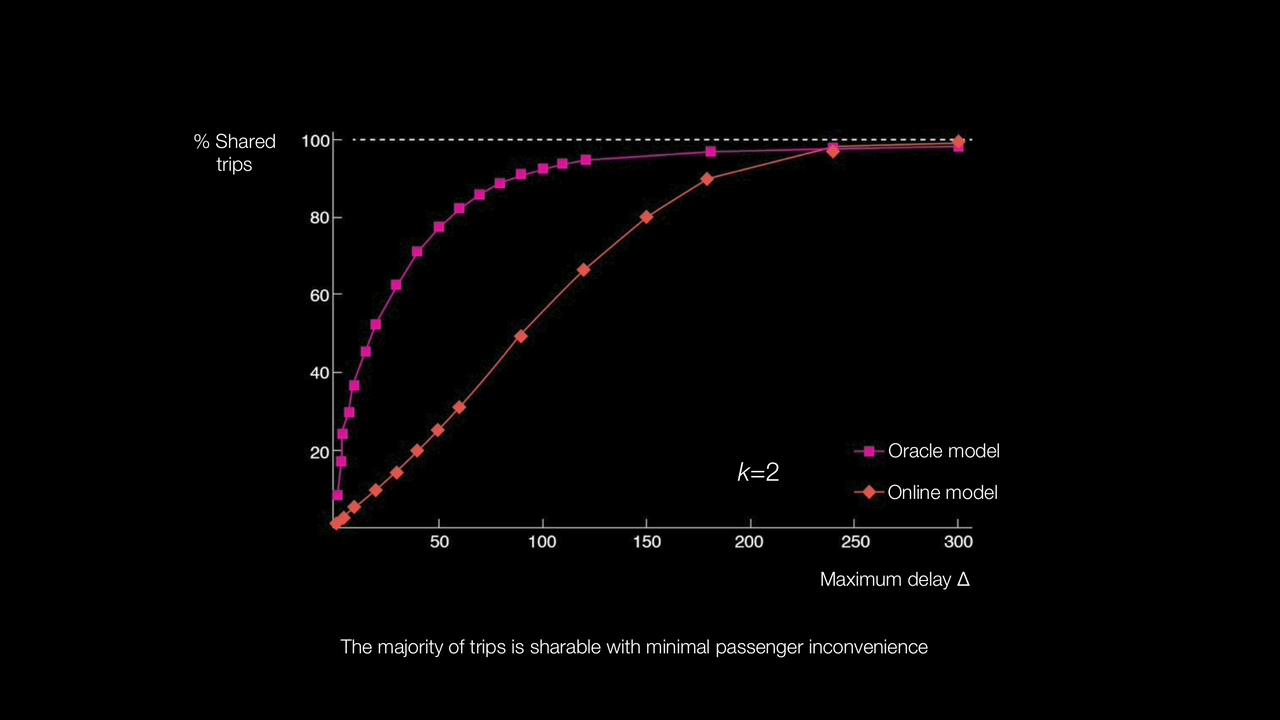 % Shared
trips
100
80
60
40
20
50 100 150 200 250 300
k=2
Oracle model
Online model
Maximum delay Δ
The majority of trips is sharable with minimal passenger inconvenience